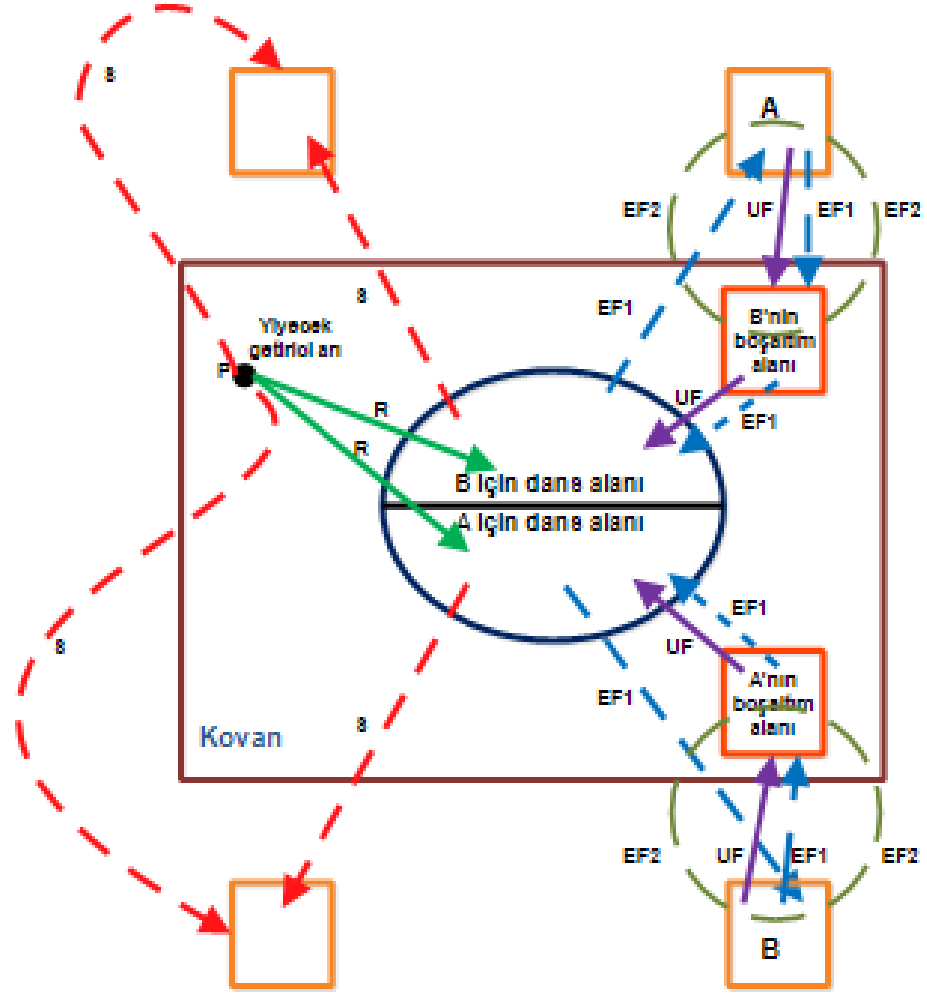 8
A
EF2
UF
EF1
EF2
8
EF1
Yiyecek
getirici arı
P
B'nin
boşaltım
alanı
R
UF
EF1
R
B için dans alanı
A için dans alanı
EF1
UF
8
A'nın
boşaltım
alanı
EF1
8
Kovan
EF2
UF
EF1
EF2
B